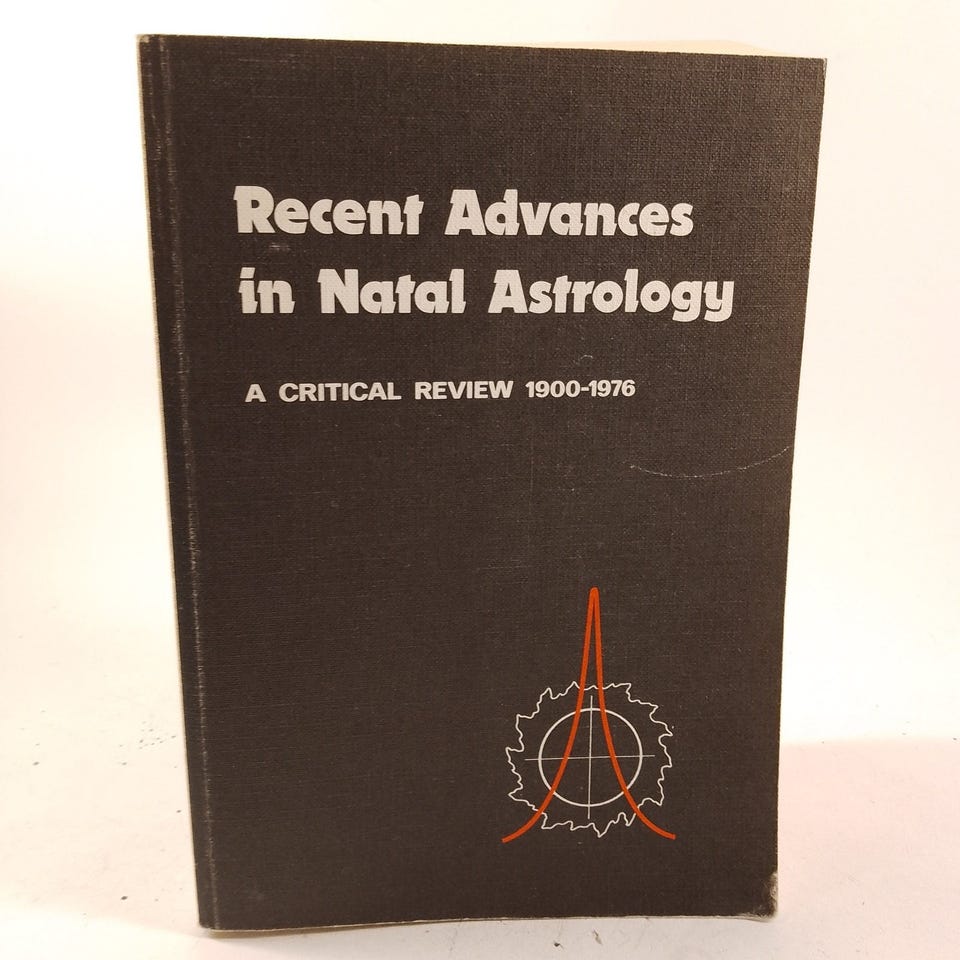 Recent Advances
in Natal Astrology
A CRITICAL REVIEW 1900-1976